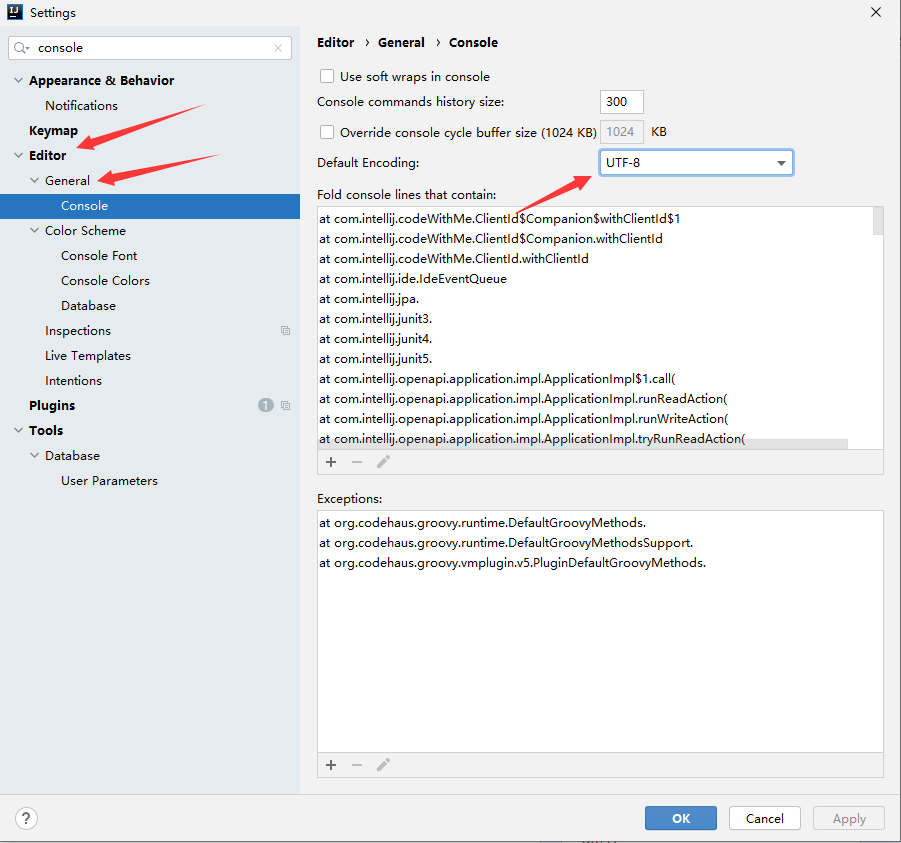 IJ
Settings
console
Appearance & Behavior
Notifications
Keymap
Editor
General
Console
Color Scheme
Console Font
Console Colors
Database
Inspections
Live Templates
Intentions
Plugins 1
Tools
Database
User Parameters
Editor › General › Console
Use soft wraps in console
Console commands history size: 300
Override console cycle buffer size (1024 KB) 1024 KB
Default Encoding: UTF-8
Fold console lines that contain:
at com.intellij.codeWithMe.ClientId$Companion$withClientId$1
at com.intellij.codeWithMe.ClientId$Companion.withClientId
at com.intellij.codeWithMe.ClientId.withClientId
at com.intellij.ide.IdeEventQueue
at com.intellij.jpa.
at com.intellij.junit3.
at com.intellij.junit4.
at com.intellij.junit5.
at com.intellij.openapi.application.impl.ApplicationImpl$1.call(
at com.intellij.openapi.application.impl.ApplicationImpl.runReadAction(
at com.intellij.openapi.application.impl.ApplicationImpl.runWriteAction(
at com.intellij.openapi.application.impl.ApplicationImpl.tryRunReadAction(
Exceptions:
at org.codehaus.groovy.runtime.DefaultGroovyMethods.
at org.codehaus.groovy.runtime.DefaultGroovyMethodsSupport.
at org.codehaus.groovy.vmplugin.v5.PluginDefaultGroovyMethods.
?
OK
Cancel
Apply